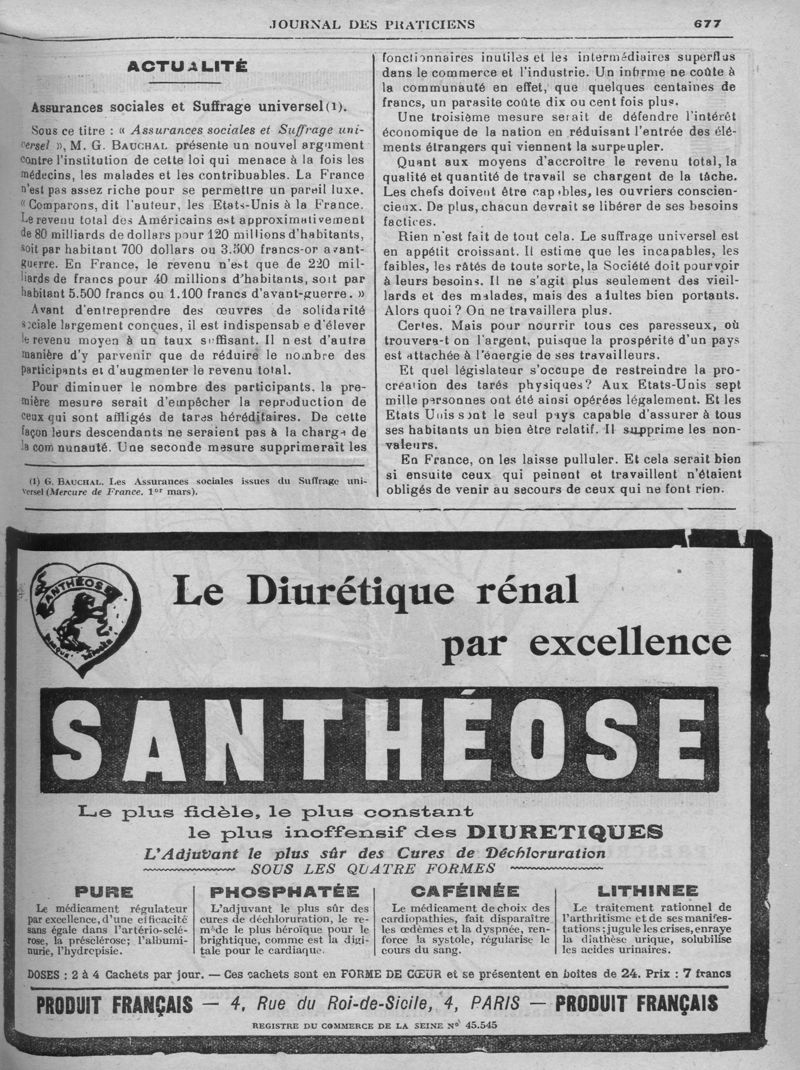 JOURNAL DES PRATICIENS 677
ACTUALITÉ
Assurances sociales et Suffrage universel (1).
Sous ce titre : « Assurances sociales et Suffrage uni-
versel », M. G. BAUCHAL présente un nouvel argument
contre l'institution de cette loi qui menace à la fois les
médecins, les malades et les contribuables. La France
n'est pas assez riche pour se permettre un pareil luxe.
« Comparons, dit l'auteur, les Etats-Unis à la France.
Le revenu total des Américains est approximativement
de 80 milliards de dollars pour 120 millions d'habitants,
soit par habitant 700 dollars ou 3.500 francs-or avant-
guerre. En France, le revenu n'est que de 220 mil-
liards de francs pour 40 millions d'habitants, soit par
habitant 5.500 francs ou 1.100 francs d'avant-guerre. »
Avant d'entreprendre des œuvres de solidarité
sociale largement conçues, il est indispensab e d'élever
le revenu moyen à un taux suffisant. Il n est d'autre
manière d'y parvenir que de réduire le nombre des
participants et d'augmenter le revenu total.
Pour diminuer le nombre des participants, la pre-
mière mesure serait d'empêcher la reproduction de
ceux qui sont affligés de tares héréditaires. De cette
façon leurs descendants ne seraient pas à la charge de
la communauté. Une seconde mesure supprimerait les
(1) G. BAUCHAL. Les Assurances sociales issues du Suffrage uni-
versel (Mercure de France. 1er mars).
fonctionnaires inutiles et les intermédiaires superflus
dans le commerce et l'industrie. Un infirme ne coûte à
la communauté en effet, que quelques centaines de
francs, un parasite coûte dix ou cent fois plus.
Une troisième mesure serait de défendre l'intérêt
économique de la nation en réduisant l'entrée des élé-
ments étrangers qui viennent la surpeupler.
Quant aux moyens d'accroître le revenu total, la
qualité et quantité de travail se chargent de la tâche.
Les chefs doivent être capables, les ouvriers conscien-
cieux. De plus, chacun devrait se libérer de ses besoins
factices.
Rien n'est fait de tout cela. Le suffrage universel est
en appétit croissant. Il estime que les incapables, les
faibles, les râtés de toute sorte, la Société doit pourvoir
à leurs besoins. Il ne s'agit plus seulement des vieil-
lards et des malades, mais des adultes bien portants.
Alors quoi ? On ne travaillera plus.
Certes. Mais pour nourrir tous ces paresseux, où
trouvera-t on l'argent, puisque la prospérité d'un pays
est attachée à l'énergie de ses travailleurs.
Et quel législateur s'occupe de restreindre la pro-
création des tarés physiques ? Aux Etats-Unis sept
mille personnes ont été ainsi opérées légalement. Et les
Etats Unis sont le seul pays capable d'assurer à tous
ses habitants un bien être relatif. Il supprime les non-
valeurs.
En France, on les laisse pulluler. Et cela serait bien
si ensuite ceux qui peinent et travaillent n'étaient
obligés de venir au secours de ceux qui ne font rien.
SANTHÉOSE
Le Diurétique rénal
par excellence
SANTHÉOSE
Le plus fidèle, le plus constant
le plus inoffensif des DIURETIQUES
L'Adjuvant le plus sûr des Cures de Déchloruration
SOUS LES QUATRE FORMES
PURE
Le médicament régulateur
par excellence, d'une efficacité
sans égale dans l'artério-sclé-
rose, la présclérose; l'albumi-
nurie, l'hydropisie.
PHOSPHATÉE
L'adjuvant le plus sûr des
cures de déchloruration, le re-
mède le plus héroïque pour le
brightique, comme est la digi-
tale pour le cardiaque.
CAFÉINÉE
Le médicament de choix des
cardiopathies, fait disparaître
les œdèmes et la dyspnée, ren-
force la systole, régularise le
cours du sang.
LITHINEE
Le traitement rationnel de
l'arthritisme et de ses manifes-
tations; jugule les crises, enraye
la diathèse urique, solubilise
les acides urinaires.
DOSES : 2 à 4 Cachets par jour. — Ces cachets sont en FORME DE CŒUR et se présentent en boîtes de 24. Prix : 7 francs
PRODUIT FRANÇAIS — 4, Rue du Roi-de-Sicile, 4, PARIS — PRODUIT FRANÇAIS
REGISTRE DU COMMERCE DE LA SEINE No 45.545